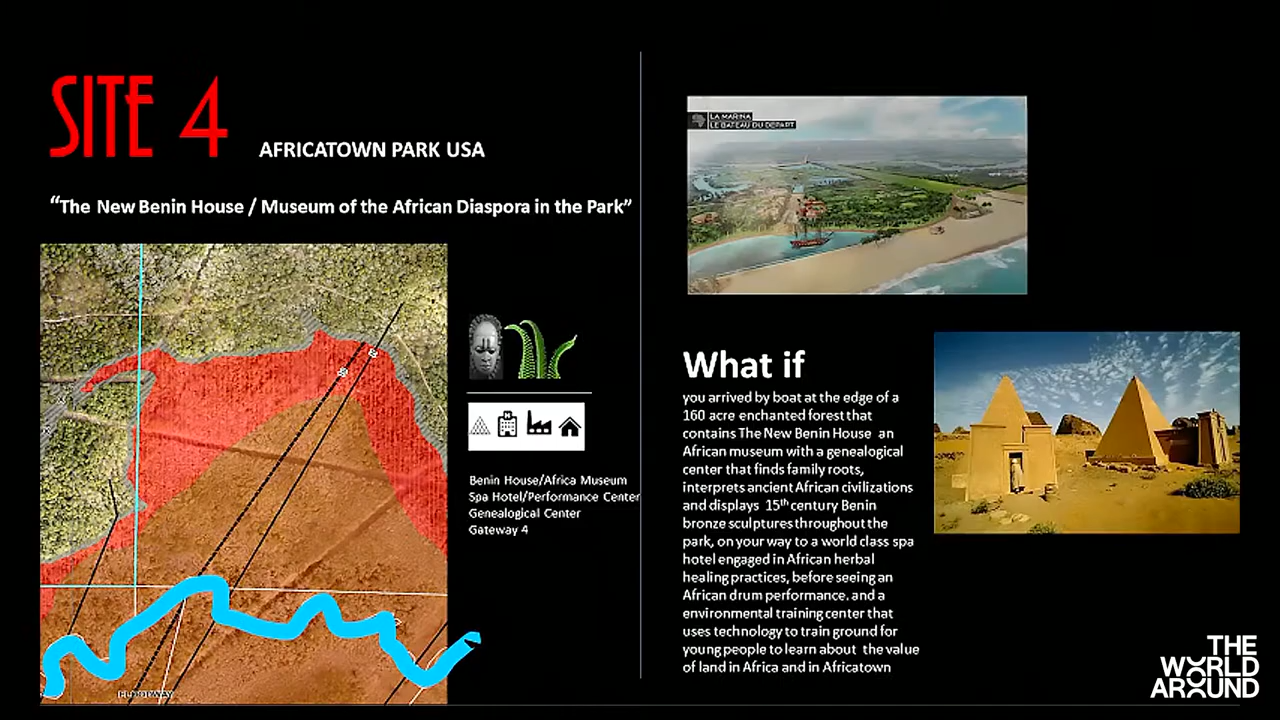 SITE 4
AFRICATOWN PARK USA
“The New Benin House / Museum of the African Diaspora in the Park”
FLOODWAY
Benin House/Africa Museum
Spa Hotel/Performance Center
Genealogical Center
Gateway 4
LA MARINA
LE BATEAU DU DEPART
What if
you arrived by boat at the edge of a
160 acre enchanted forest that
contains The New Benin House an
African museum with a genealogical
center that finds family roots,
interprets ancient African civilizations
and displays 15th century Benin
bronze sculptures throughout the
park, on your way to a world class spa
hotel engaged in African herbal
healing practices, before seeing an
African drum performance. and a
environmental training center that
uses technology to train ground for
young people to learn about the value
of land in Africa and in Africatown
THE
WORLD
AROUND